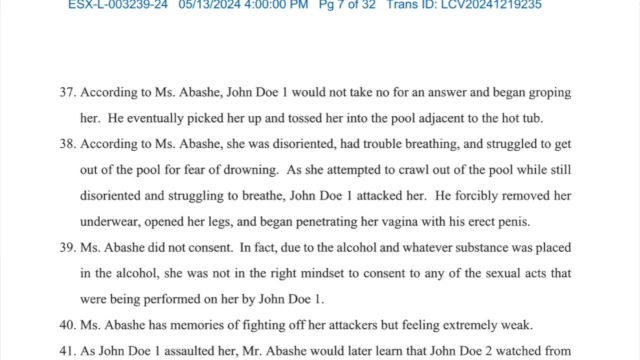 ESX-L-003239-24 05/13/2024 4:00:00 PM Pg 7 of 32 Trans ID: LCV20241219235
37. According to Ms. Abashe, John Doe 1 would not take no for an answer and began groping
her. He eventually picked her up and tossed her into the pool adjacent to the hot tub.
38. According to Ms. Abashe, she was disoriented, had trouble breathing, and struggled to get
out of the pool for fear of drowning. As she attempted to crawl out of the pool while still
disoriented and struggling to breathe, John Doe 1 attacked her. He forcibly removed her
underwear, opened her legs, and began penetrating her vagina with his erect penis.
39. Ms. Abashe did not consent. In fact, due to the alcohol and whatever substance was placed
in the alcohol, she was not in the right mindset to consent to any of the sexual acts that
were being performed on her by John Doe 1.
40. Ms. Abashe has memories of fighting off her attackers but feeling extremely weak.
41. As John Doe 1 assaulted her, Mr. Abashe would later learn that John Doe 2 watched from